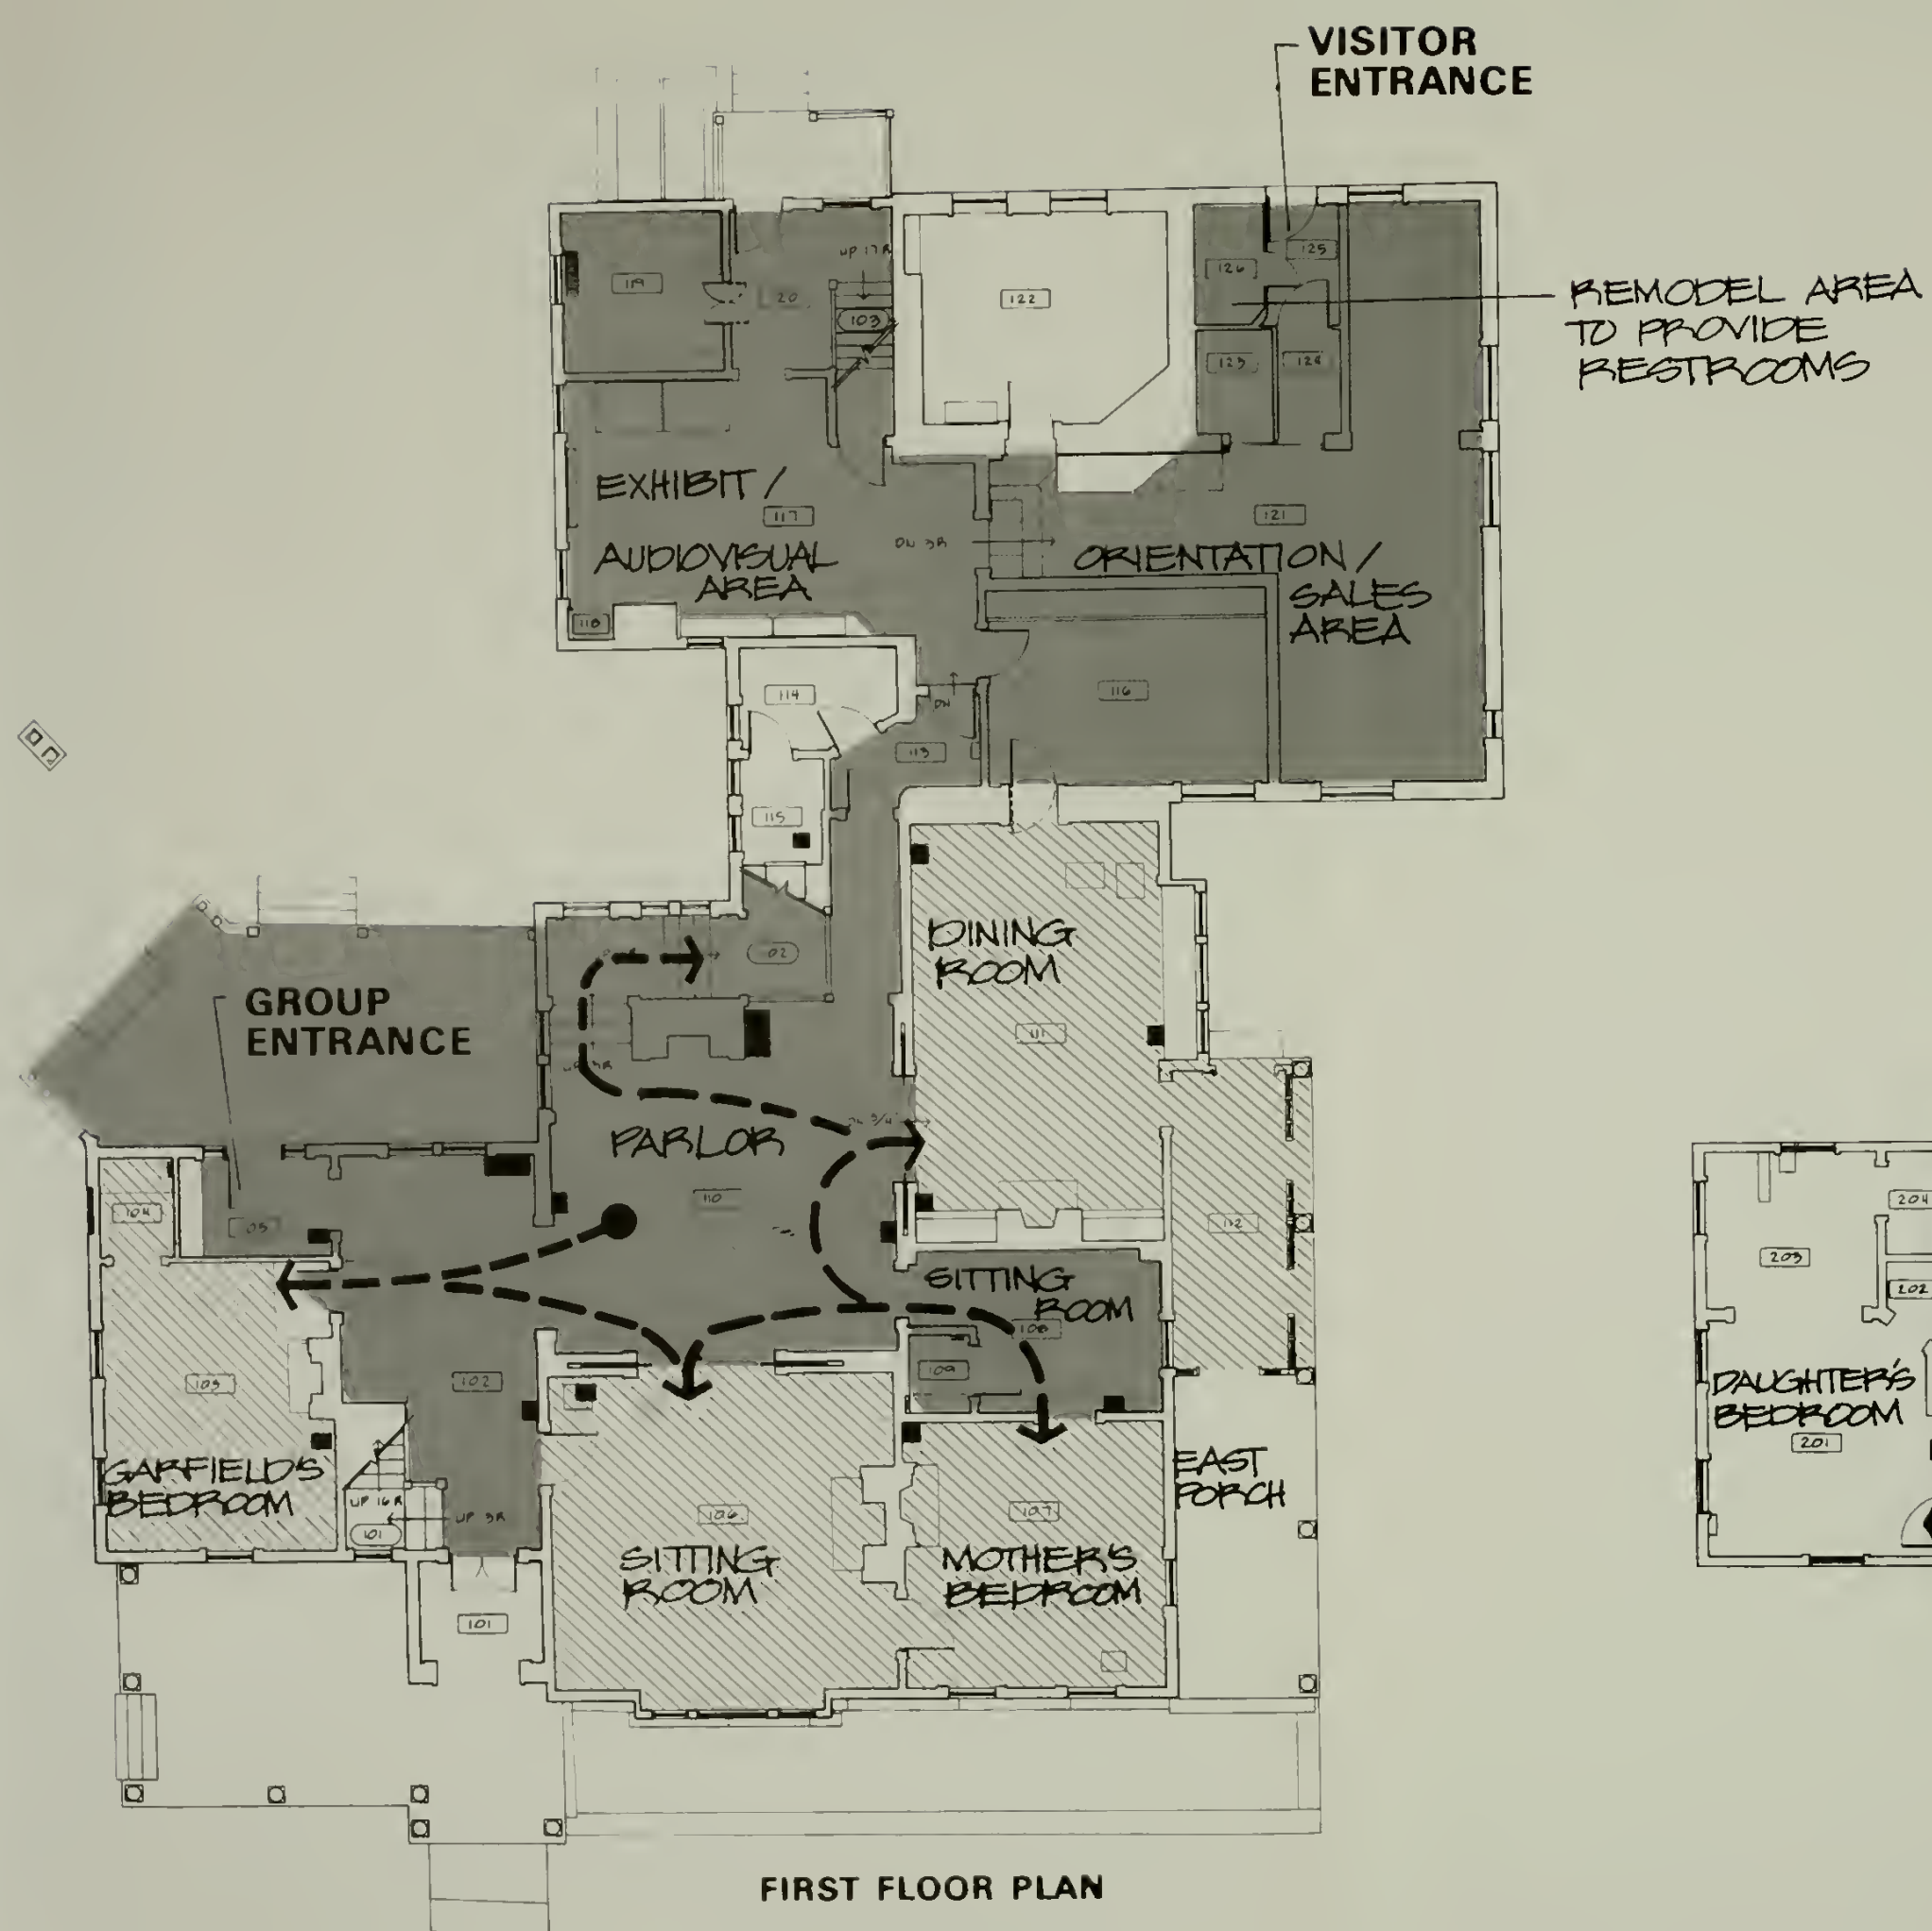 VISITOR
ENTRANCE
REMODEL AREA
TO PROVIDE
RESTROOMS
119
UP 17R
103
122
126
125
123
124
EXHIBIT /
117
AUDIOVISUAL
AREA
118
DN 3R
121
ORIENTATION /
SALES
AREA
116
114
DN
113
115
DINING
ROOM
111
GROUP
ENTRANCE
PARLOR
110
104
SITTING
ROOM
108
109
112
103
102
GARFIELD'S
BEDROOM
UP 16R
101
UP 3R
106
SITTING
ROOM
107
MOTHER'S
BEDROOM
EAST
PORCH
101
204
203
202
DAUGHTER'S
BEDROOM
201
FIRST FLOOR PLAN